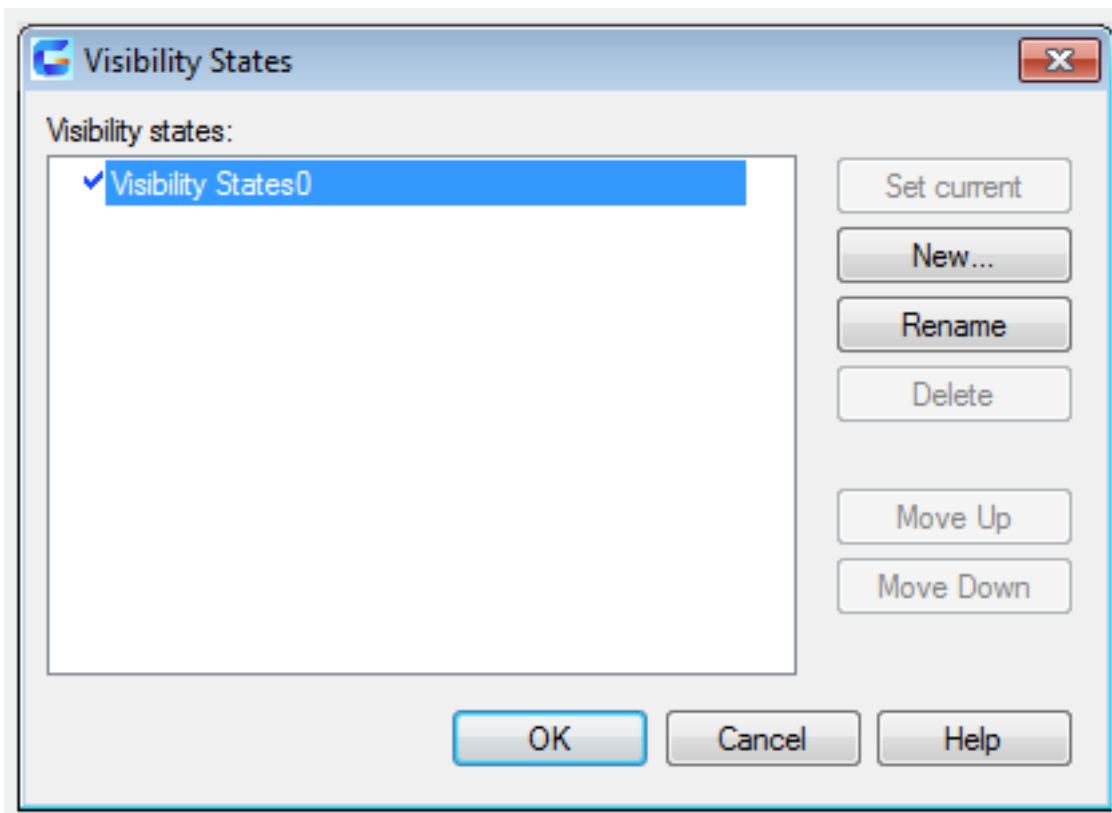 Visibility States
Visibility states:
Visibility States0
Set current
New...
Rename
Delete
Move Up
Move Down
OK
Cancel
Help